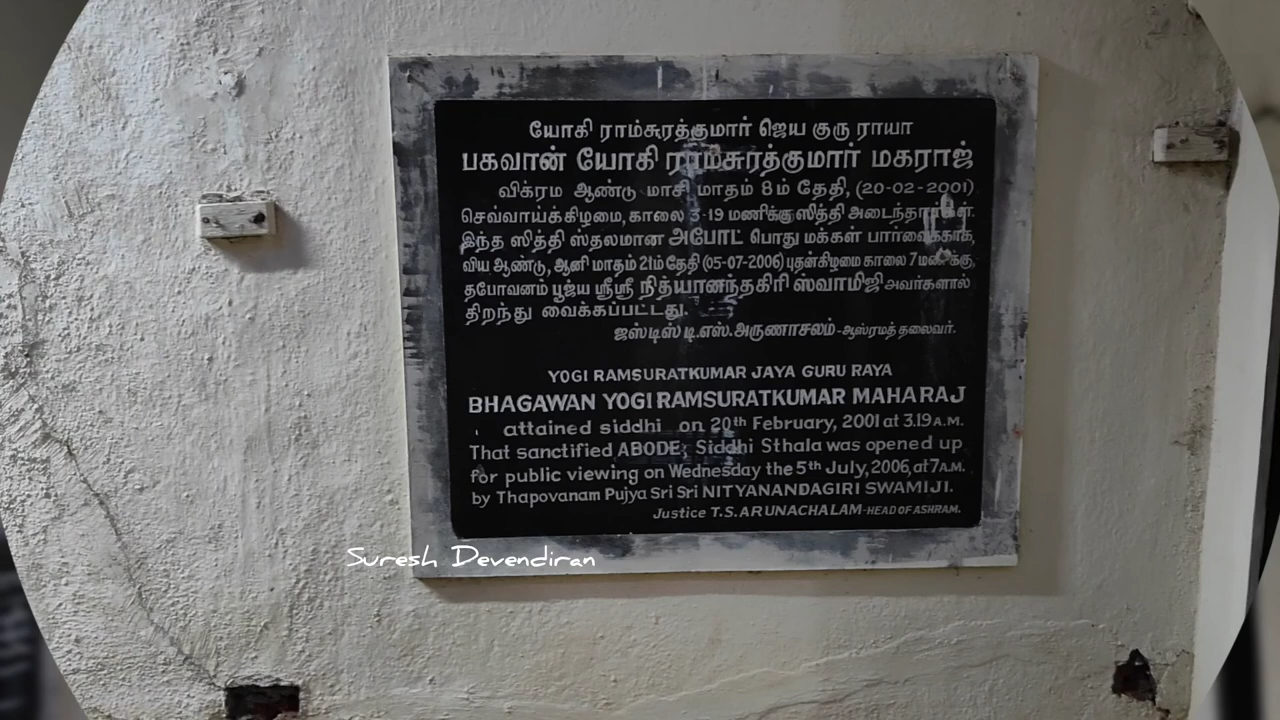 யோகி ராம்சுரத்குமார் ஜெய குரு ராயா
பகவான் யோகி ராம்சுரத்குமார் மகராஜ்
விக்ரம ஆண்டு மாசி மாதம் 8ம் தேதி, (20-02-2001)
செவ்வாய்க்கிழமை, காலை 3-19 மணிக்கு ஸித்தி அடைந்தார்கள்.
இந்த ஸித்தி ஸ்தலமான அபோட் பொது மக்கள் பார்வைக்காக,
விய ஆண்டு, ஆனி மாதம் 21ம் தேதி (05-07-2006) புதன்கிழமை காலை 7மணிக்கு,
தபோவனம் பூஜ்ய ஸ்ரீஸ்ரீ நித்யானந்தகிரி ஸ்வாமிஜி அவர்களால்
திறந்து வைக்கப்பட்டது.
ஜஸ்டிஸ் டி.எஸ்.அருணாசலம்-ஆஸ்ரமத் தலைவர்.
YOGI RAMSURATKUMAR JAYA GURU RAYA
BHAGAWAN YOGI RAMSURATKUMAR MAHARAJ
attained siddhi on 20th February, 2001 at 3.19 A.M.
That sanctified ABODE; Siddhi Sthala was opened up
for public viewing on Wednesday the 5th July, 2006, at 7 A.M.
by Thapovanam Pujya Sri Sri NITYANANDAGIRI SWAMIJI.
Justice T.S. ARUNACHALAM-HEAD OF ASHRAM.
Suresh Devendiran